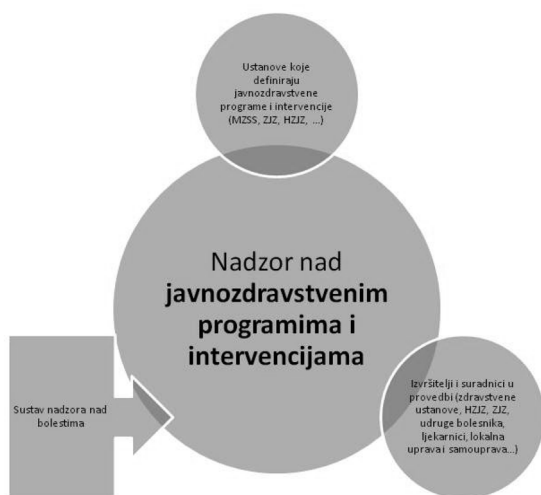 Ustanove koje
definiraju
javnozdravstvene
programe i intervencije
(MZSS, ZJZ, HZJZ, ...)
Nadzor nad
javnozdravstvenim
programima i
intervencijama
Sustav nadzora nad
bolestima
Izvršitelji i suradnici u
provedbi (zdravstvene
ustanove, HZJZ, ZJZ,
udruge bolesnika,
ljekarnici, lokalna
uprava i samouprava...)